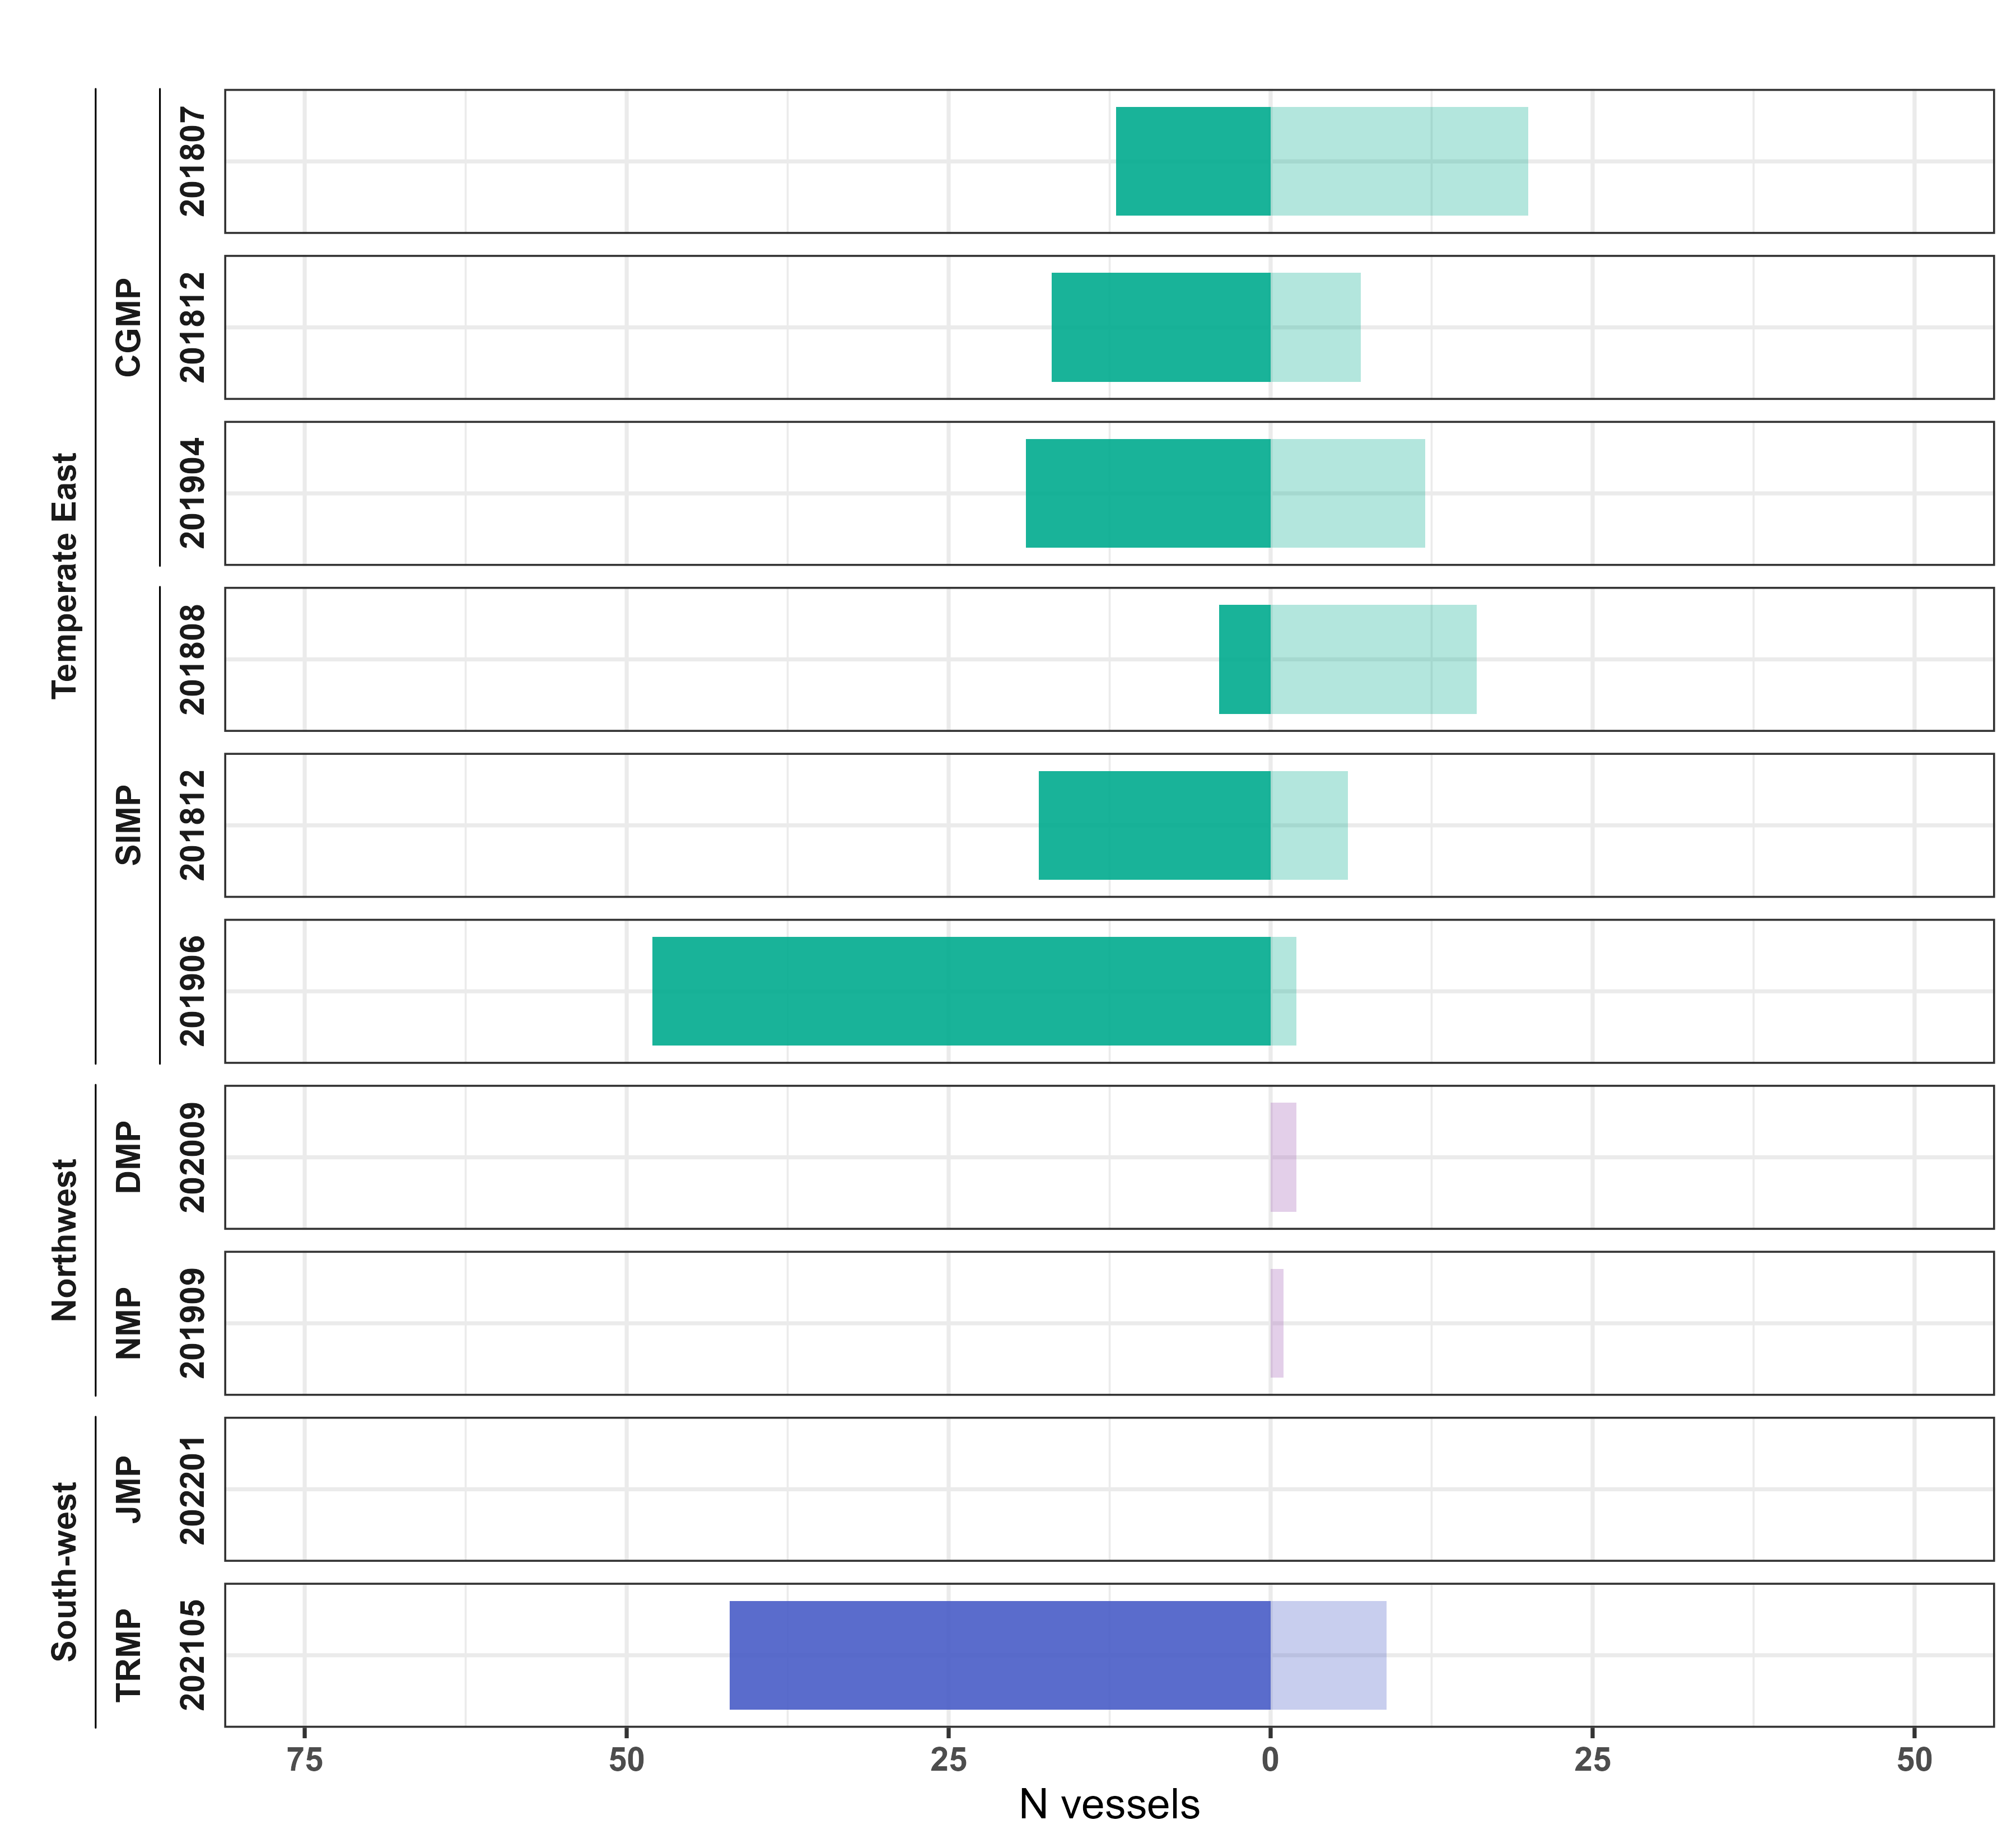 Temperate East
CGMP
201807
201812
201904
SIMP
201808
201812
201906
Northwest
DMP
202009
NMP
201909
South-west
JMP
202201
TRMP
202105
75 50 25 0 25 50
N vessels